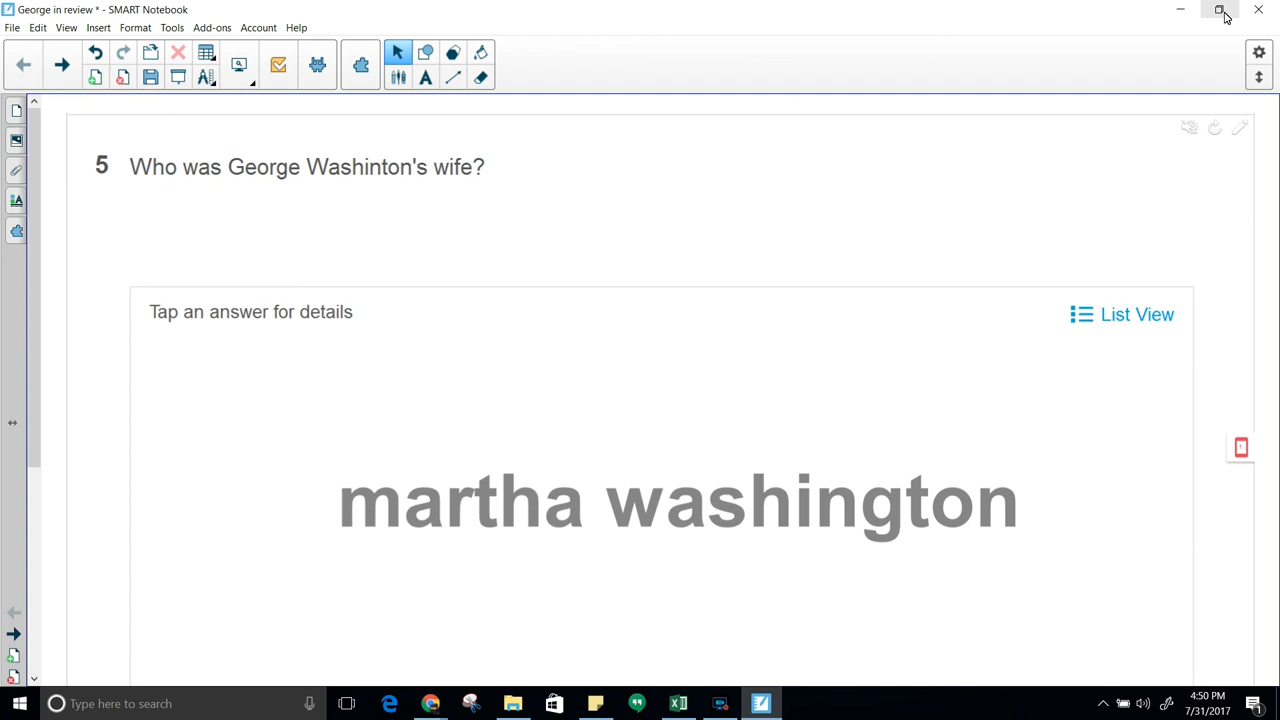 George in review * - SMART Notebook
File Edit View Insert Format Tools Add-ons Account Help
5 Who was George Washinton's wife?
Tap an answer for details
List View
martha washington
Type here to search
4:50 PM
7/31/2017